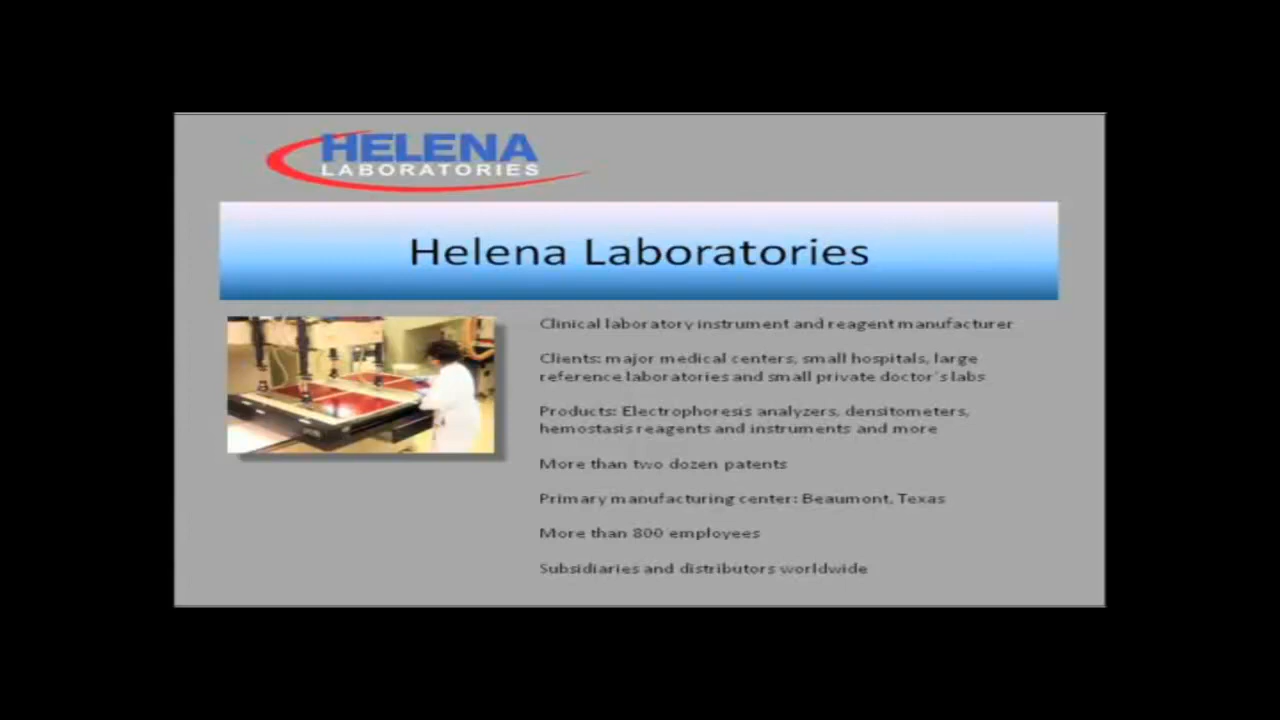 HELENA
LABORATORIES
Helena Laboratories
Clinical laboratory instrument and reagent manufacturer
Clients: major medical centers, small hospitals, large
reference laboratories and small private doctor's labs
Products: Electrophoresis analyzers, densitometers,
hemostasis reagents and instruments and more
More than two dozen patents
Primary manufacturing center: Beaumont, Texas
More than 800 employees
Subsidiaries and distributors worldwide